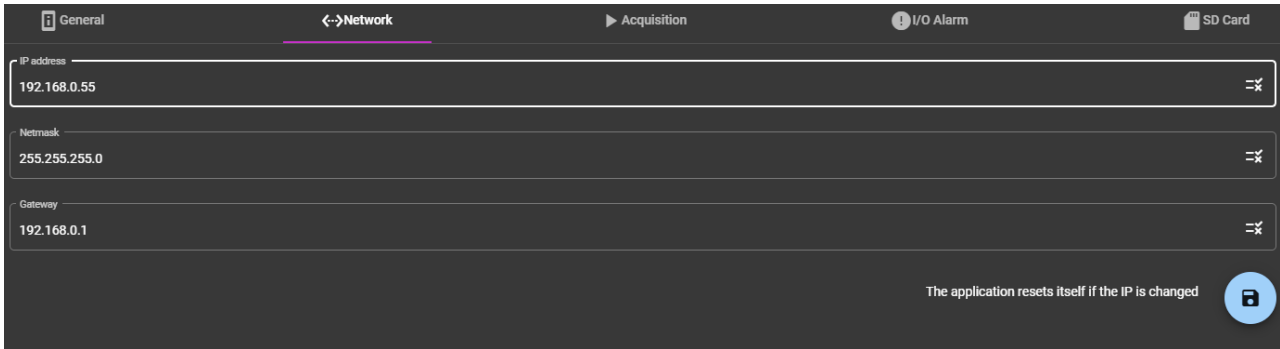 General
Network
Acquisition
I/O Alarm
SD Card
IP address
192.168.0.55
Netmask
255.255.255.0
Gateway
192.168.0.1
The application resets itself if the IP is changed